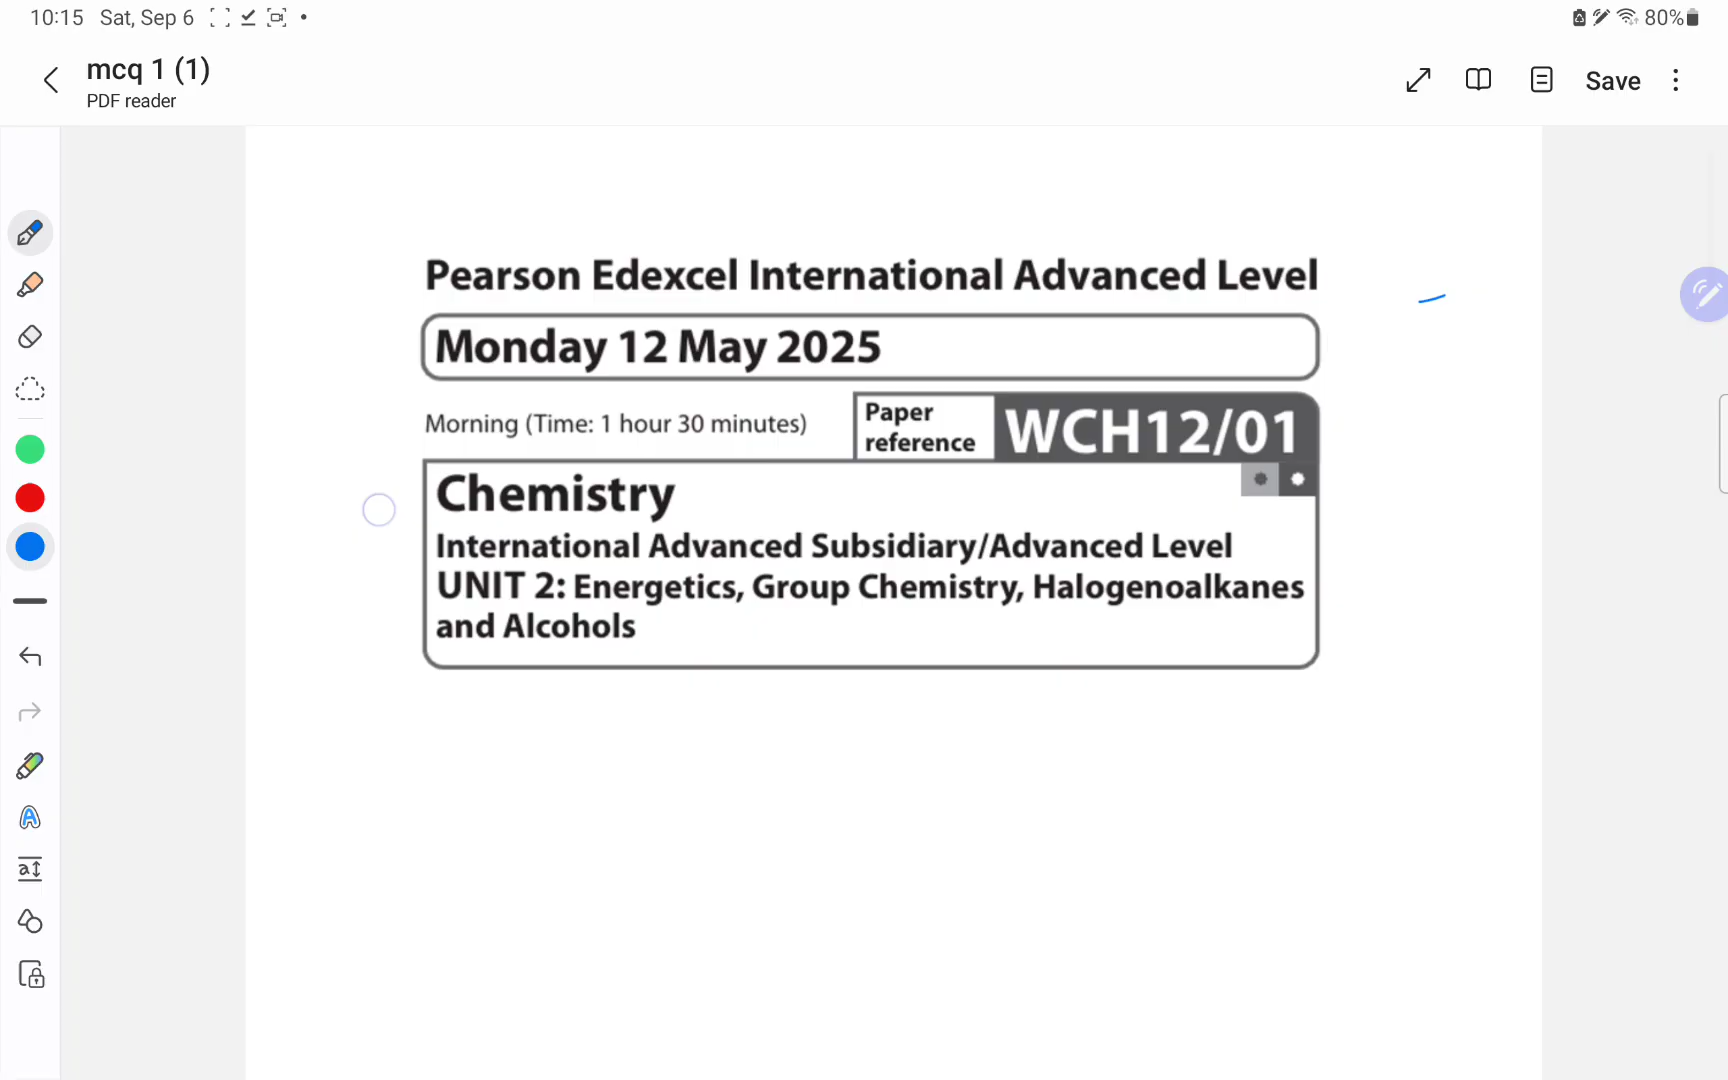 10:15 Sat, Sep 6 80%
mcq 1 (1)
PDF reader
Save
Pearson Edexcel International Advanced Level
Monday 12 May 2025
Morning (Time: 1 hour 30 minutes)
Paper
reference
WCH12/01
Chemistry
International Advanced Subsidiary/Advanced Level
UNIT 2: Energetics, Group Chemistry, Halogenoalkanes
and Alcohols